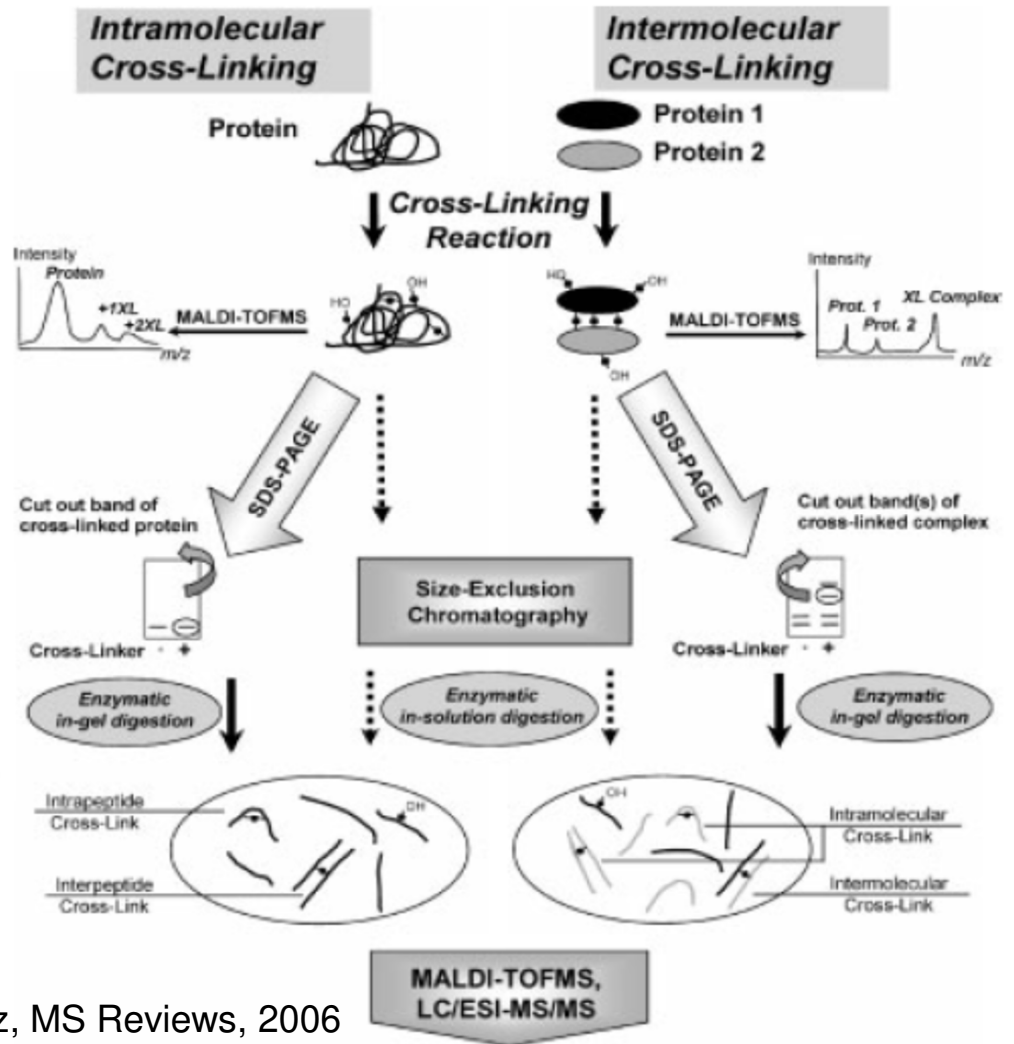 Intramolecular
Cross-Linking
Intermolecular
Cross-Linking
Protein
Protein 1
Protein 2
Cross-Linking
Reaction
Intensity
Protein
+1XL
+2XL
m/z
MALDI-TOFMS
HO
OH
HO
OH
OH
MALDI-TOFMS
Intensity
Prot. 1
Prot. 2
XL Complex
m/z
SDS-PAGE
SDS-PAGE
Cut out band of
cross-linked protein
Cut out band(s) of
cross-linked complex
Size-Exclusion
Chromatography
Cross-Linker - +
Cross-Linker - +
Enzymatic
in-gel digestion
Enzymatic
in-solution digestion
Enzymatic
in-gel digestion
Intrapeptide
Cross-Link
OH
Interpeptide
Cross-Link
OH
Intramolecular
Cross-Link
Intermolecular
Cross-Link
MALDI-TOFMS,
LC/ESI-MS/MS
z, MS Reviews, 2006